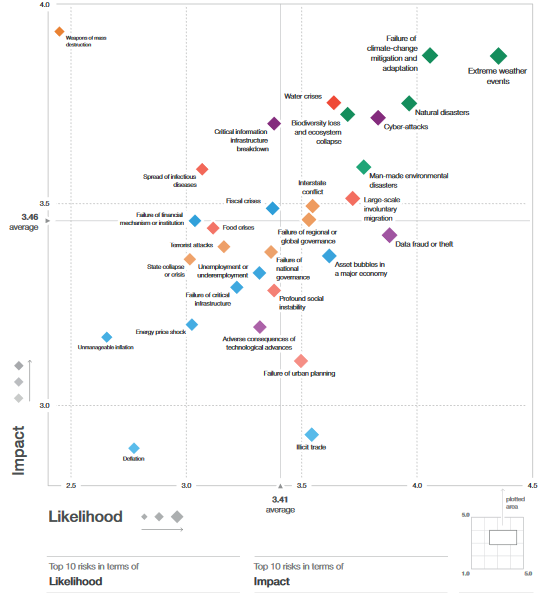 4.0
Weapons of mass
destruction
Failure of
climate-change
mitigation and
adaptation
Extreme weather
events
Water crises
Natural disasters
Biodiversity loss
and ecosystem
collapse
Cyber-attacks
Critical information
infrastructure
breakdown
Spread of infectious
diseases
Man-made environmental
disasters
Interstate
conflict
Large-scale
involuntary
migration
Fiscal crises
3.5
3.46
average
Failure of financial
mechanism or institution
Food crises
Failure of regional or
global governance
Data fraud or theft
Terrorist attacks
State collapse
or crisis
Unemployment or
underemployment
Failure of
national
governance
Asset bubbles in
a major economy
Failure of critical
infrastructure
Profound social
instability
Energy price shock
Unmanageable inflation
Adverse consequences of
technological advances
Failure of urban planning
3.0
Impact
Illicit trade
Deflation
2.5
3.0
3.5
4.0
4.5
3.41
average
plotted
area
5.0
1.0
5.0
Likelihood
Top 10 risks in terms of
Likelihood
Top 10 risks in terms of
Impact